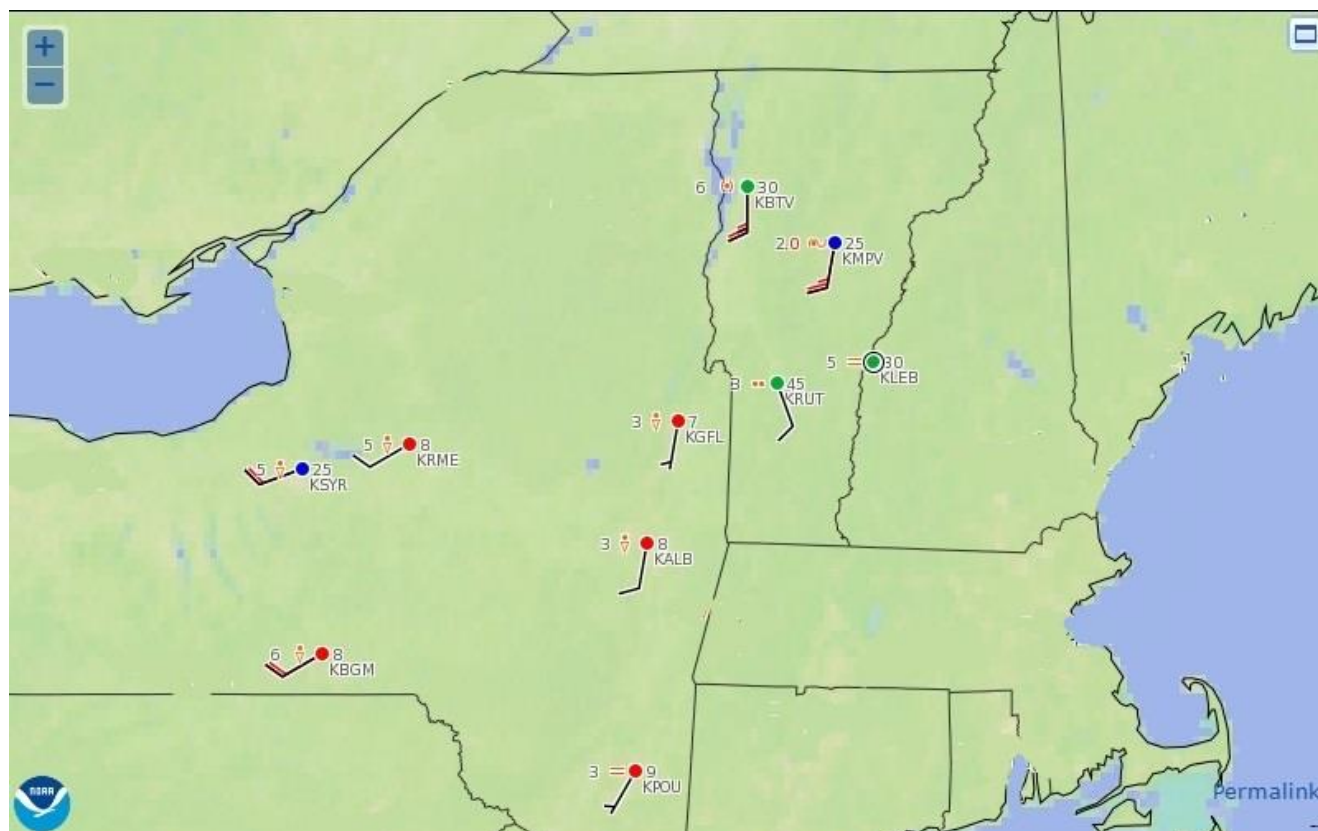 +
−
6 30
KBTV
2.0 25
KMPV
5 30
KLEB
3 45
KRUT
3 7
KGFL
5 8
KRME
5 25
KSYR
3 8
KALB
6 8
KBGM
3 9
KPOU
NOAA
Permalink